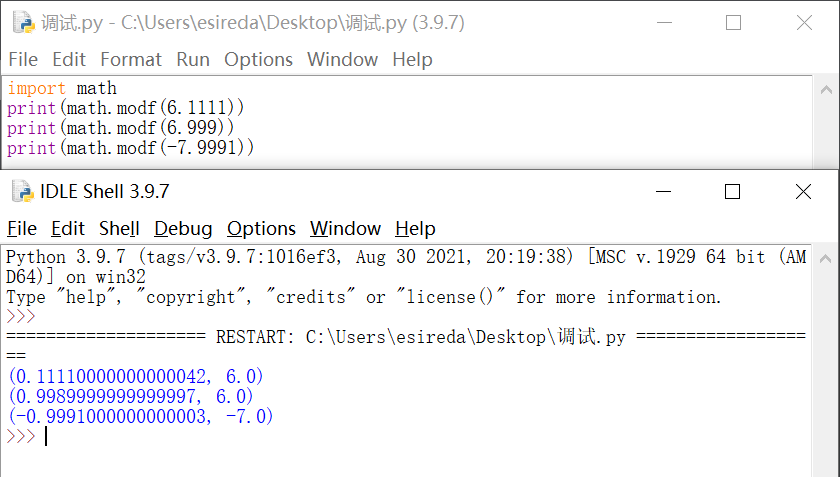 调试.py - C:\Users\esireda\Desktop\调试.py (3.9.7)
File Edit Format Run Options Window Help
import math
print(math.modf(6.1111))
print(math.modf(6.999))
print(math.modf(-7.9991))
IDLE Shell 3.9.7
File Edit Shell Debug Options Window Help
Python 3.9.7 (tags/v3.9.7:1016ef3, Aug 30 2021, 20:19:38) [MSC v.1929 64 bit (AM
D64)] on win32
Type "help", "copyright", "credits" or "license()" for more information.
>>>
==================== RESTART: C:\Users\esireda\Desktop\调试.py =================
==
(0.11110000000000042, 6.0)
(0.9989999999999997, 6.0)
(-0.9991000000000003, -7.0)
>>>